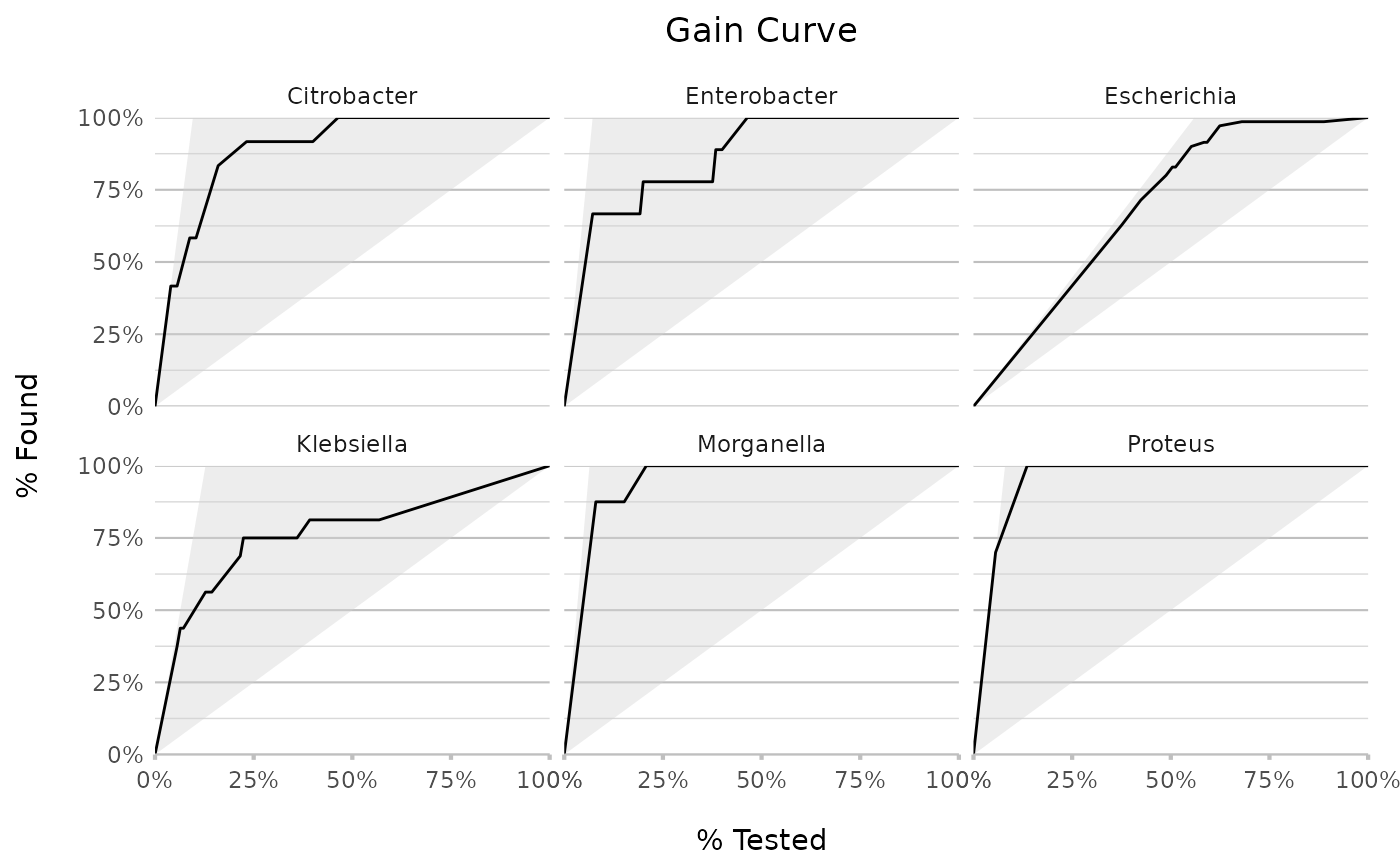 Gain Curve
Citrobacter Enterobacter Escherichia
100%
75%
50%
25%
0%
Klebsiella Morganella Proteus
100%
75%
50%
25%
0%
0% 25% 50% 75% 100% 0% 25% 50% 75% 100% 0% 25% 50% 75% 100%
% Found
% Tested